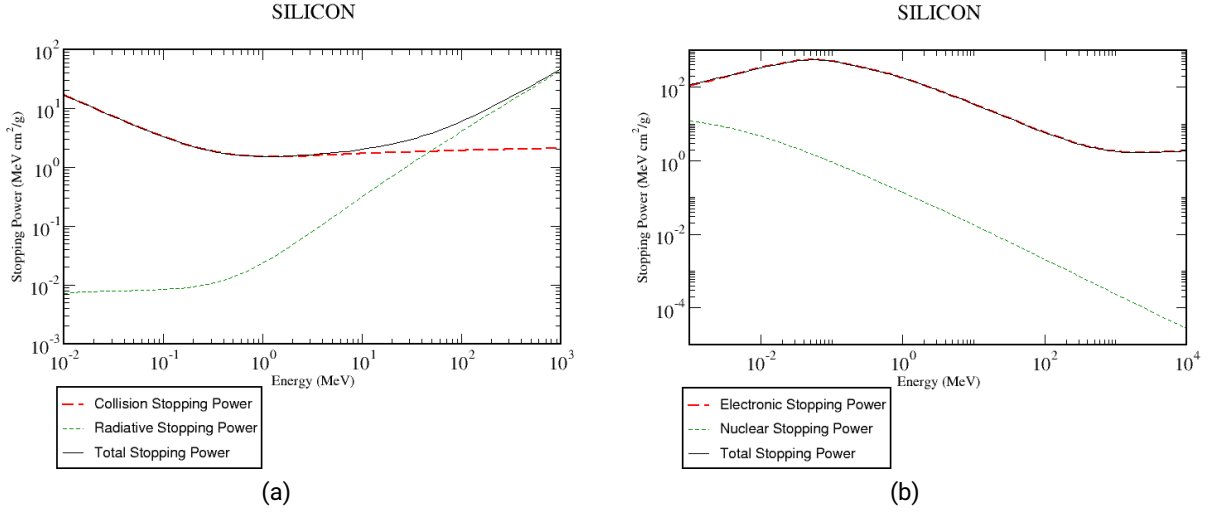 SILICON
10^2
10^1
10^0
10^-1
10^-2
10^-3
Stopping Power (MeV cm^2/g)
10^-2
10^-1
10^0
10^1
10^2
10^3
Energy (MeV)
Collision Stopping Power
Radiative Stopping Power
Total Stopping Power
(a)
SILICON
10^2
10^0
10^-2
10^-4
Stopping Power (MeV cm^2/g)
10^-2
10^0
10^2
10^4
Energy (MeV)
Electronic Stopping Power
Nuclear Stopping Power
Total Stopping Power
(b)